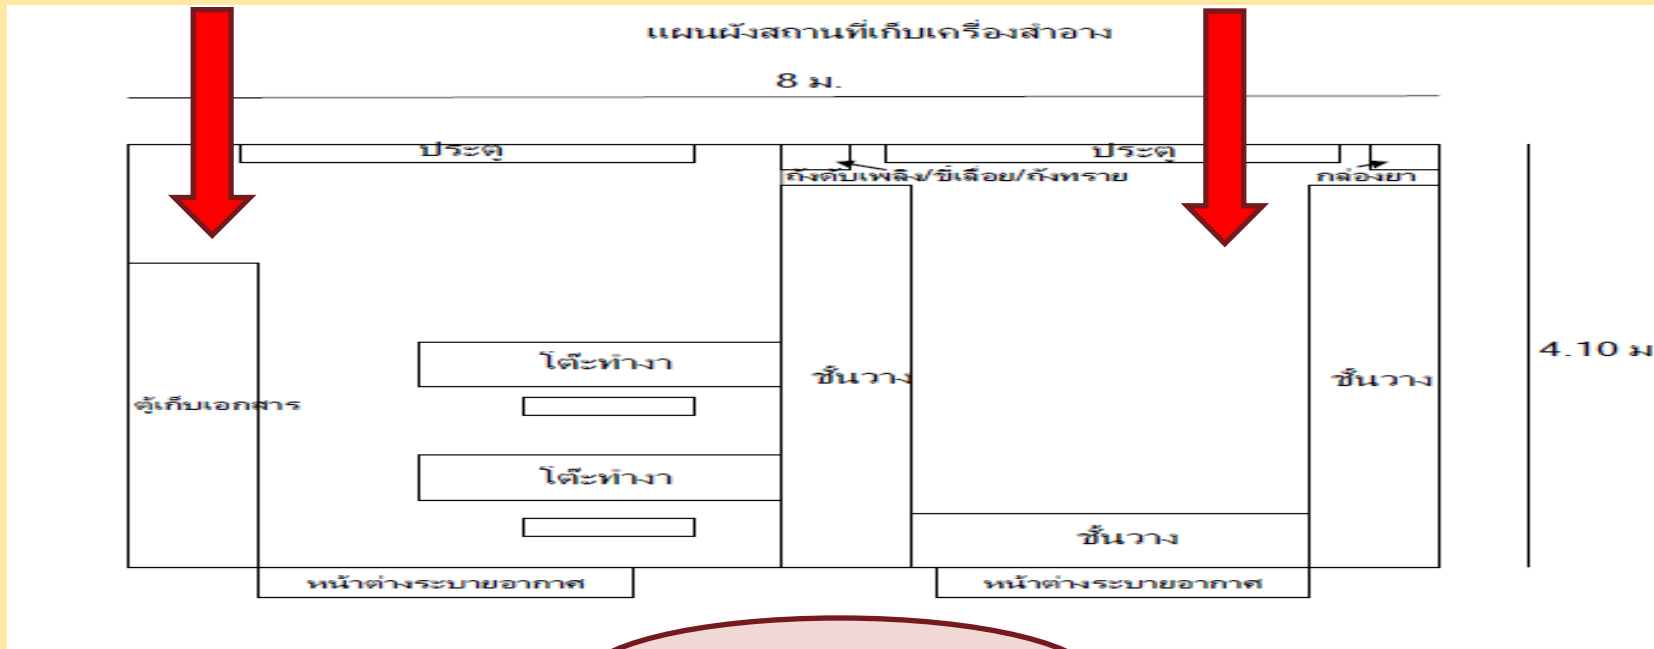 แผนผังสถานที่เก็บเครื่องสำอาง
8 ม.
ประตู
ประตู
ถังดับเพลิง/ขี้เลื่อย/ถังทราย
กล่องยา
โต๊ะทำงา
ชั้นวาง
ชั้นวาง
4.10 ม
ตู้เก็บเอกสาร
โต๊ะทำงา
ชั้นวาง
หน้าต่างระบายอากาศ
หน้าต่างระบายอากาศ